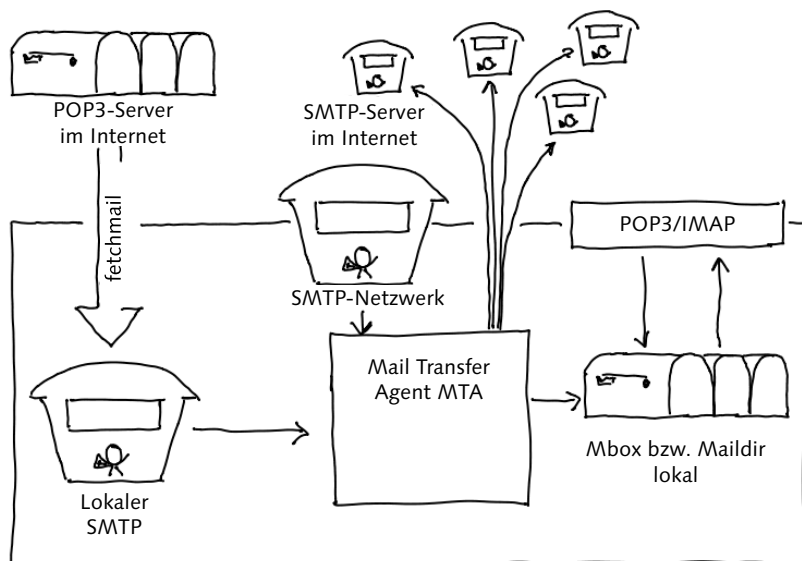 POP3-Server
im Internet
SMTP-Server
im Internet
fetchmail
POP3/IMAP
SMTP-Netzwerk
Mail Transfer
Agent MTA
Mbox bzw. Maildir
lokal
Lokaler
SMTP